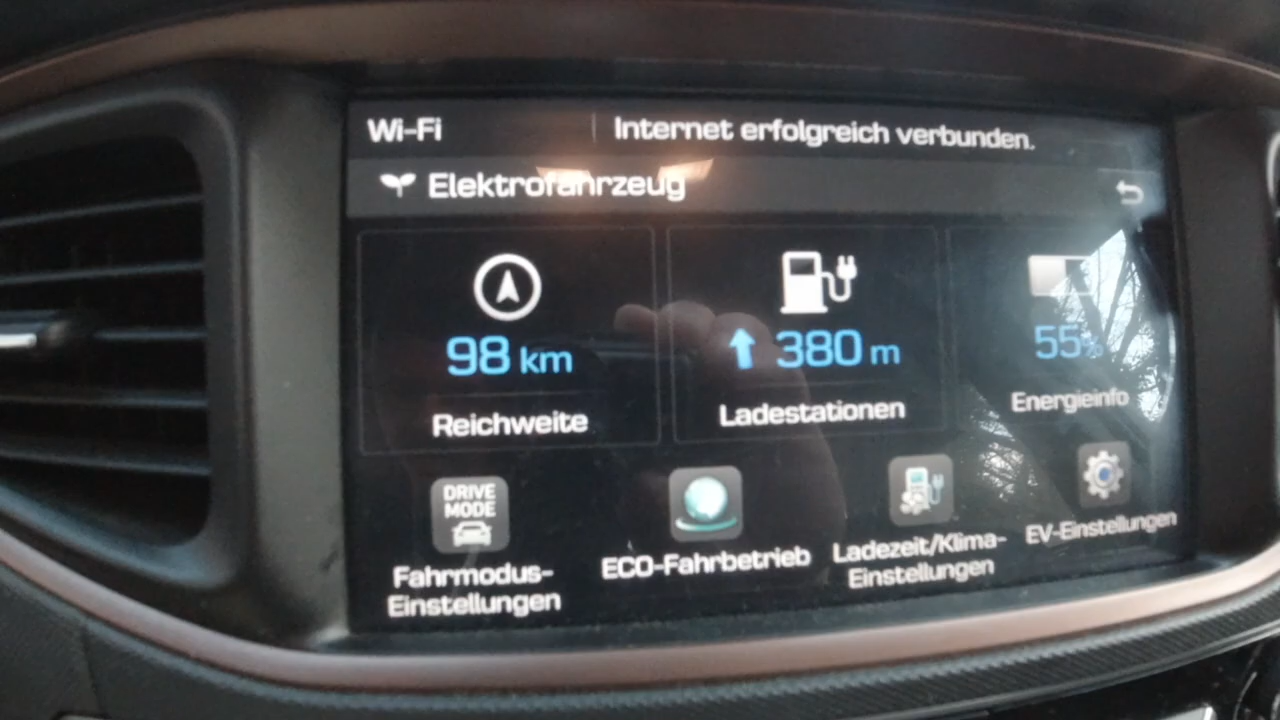 Wi-Fi
Internet erfolgreich verbunden.
Elektrofahrzeug
98 km
380 m
55%
Reichweite
Ladestationen
Energieinfo
DRIVE
MODE
Fahrmodus-
Einstellungen
ECO-Fahrbetrieb
Ladezeit/Klima-
Einstellungen
EV-Einstellungen